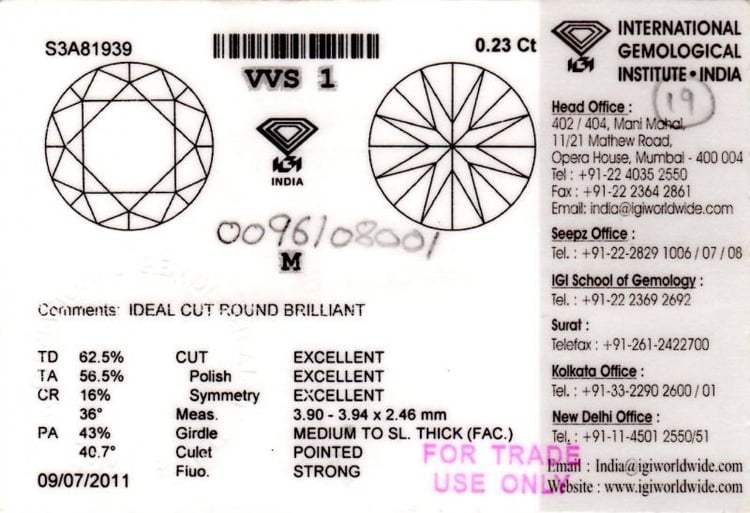 S3A81939
0.23 Ct
VVS 1
IGI
INDIA
0096108001
M
Comments: IDEAL CUT ROUND BRILLIANT
TD 62.5% CUT EXCELLENT
TA 56.5% Polish EXCELLENT
CR 16% Symmetry EXCELLENT
36° Meas. 3.90 - 3.94 x 2.46 mm
PA 43% Girdle MEDIUM TO SL. THICK (FAC.)
40.7° Culet POINTED
Fluo. STRONG
09/07/2011
FOR TRADE
USE ONLY
IGI
INTERNATIONAL
GEMOLOGICAL
INSTITUTE • INDIA
19
Head Office :
402 / 404, Mani Mahal,
11/21 Mathew Road,
Opera House, Mumbai - 400 004
Tel : +91-22 4035 2550
Fax : +91-22 2364 2861
Email: india@igiworldwide.com
Seepz Office :
Tel. : +91-22-2829 1006 / 07 / 08
IGI School of Gemology :
Tel. : +91-22 2369 2692
Surat :
Telefax : +91-261-2422700
Kolkata Office :
Tel. : +91-33-2290 2600 / 01
New Delhi Office :
Tel. : +91-11-4501 2550/51
Email : India@igiworldwide.com
Website : www.igiworldwide.com